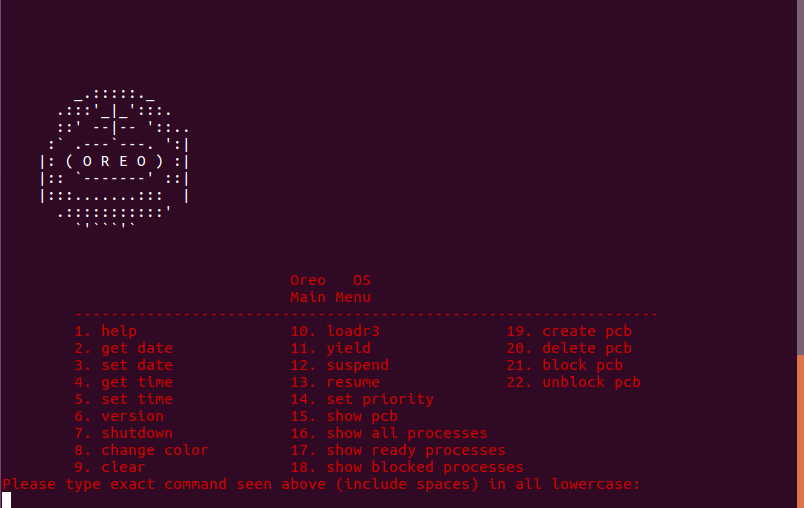 ( O R E O )
Oreo   OS
Main Menu
1. help                 10. loadr3              19. create pcb
2. get date             11. yield               20. delete pcb
3. set date             12. suspend             21. block pcb
4. get time             13. resume              22. unblock pcb
5. set time             14. set priority
6. version              15. show pcb
7. shutdown             16. show all processes
8. change color         17. show ready processes
9. clear                18. show blocked processes
Please type exact command seen above (include spaces) in all lowercase: